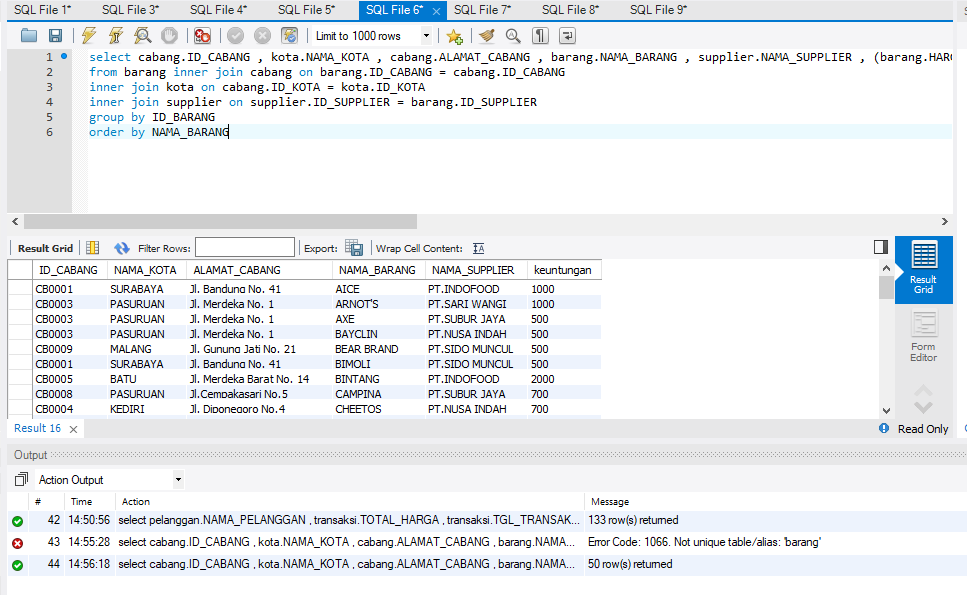 SQL File 1* SQL File 3* SQL File 4* SQL File 5* SQL File 6* SQL File 7* SQL File 8* SQL File 9*
Limit to 1000 rows
1 select cabang.ID_CABANG , kota.NAMA_KOTA , cabang.ALAMAT_CABANG , barang.NAMA_BARANG , supplier.NAMA_SUPPLIER , (barang.HARG
2 from barang inner join cabang on barang.ID_CABANG = cabang.ID_CABANG
3 inner join kota on cabang.ID_KOTA = kota.ID_KOTA
4 inner join supplier on supplier.ID_SUPPLIER = barang.ID_SUPPLIER
5 group by ID_BARANG
6 order by NAMA_BARANG
Result Grid Filter Rows: Export: Wrap Cell Content:
ID_CABANG NAMA_KOTA ALAMAT_CABANG NAMA_BARANG NAMA_SUPPLIER keuntungan
CB0001 SURABAYA Jl. Bandung No. 41 AICE PT.INDOFOOD 1000
CB0003 PASURUAN Jl. Merdeka No. 1 ARNOT'S PT.SARI WANGI 1000
CB0003 PASURUAN Jl. Merdeka No. 1 AXE PT.SUBUR JAYA 500
CB0003 PASURUAN Jl. Merdeka No. 1 BAYCLIN PT.NUSA INDAH 500
CB0009 MALANG Jl. Gunung Jati No. 21 BEAR BRAND PT.SIDO MUNCUL 500
CB0001 SURABAYA Jl. Bandung No. 41 BIMOLI PT.SIDO MUNCUL 500
CB0005 BATU Jl. Merdeka Barat No. 14 BINTANG PT.INDOFOOD 2000
CB0008 PASURUAN Jl.Cempakasari No.5 CAMPINA PT.SUBUR JAYA 700
CB0004 KEDIRI Jl. Diponegoro No.4 CHEETOS PT.NUSA INDAH 700
Result Grid
Form Editor
Result 16 Read Only
Output
Action Output
# Time Action Message
42 14:50:56 select pelanggan.NAMA_PELANGGAN , transaksi.TOTAL_HARGA , transaksi.TGL_TRANSAK... 133 row(s) returned
43 14:55:28 select cabang.ID_CABANG , kota.NAMA_KOTA , cabang.ALAMAT_CABANG , barang.NAMA... Error Code: 1066. Not unique table/alias: 'barang'
44 14:56:18 select cabang.ID_CABANG , kota.NAMA_KOTA , cabang.ALAMAT_CABANG , barang.NAMA... 50 row(s) returned